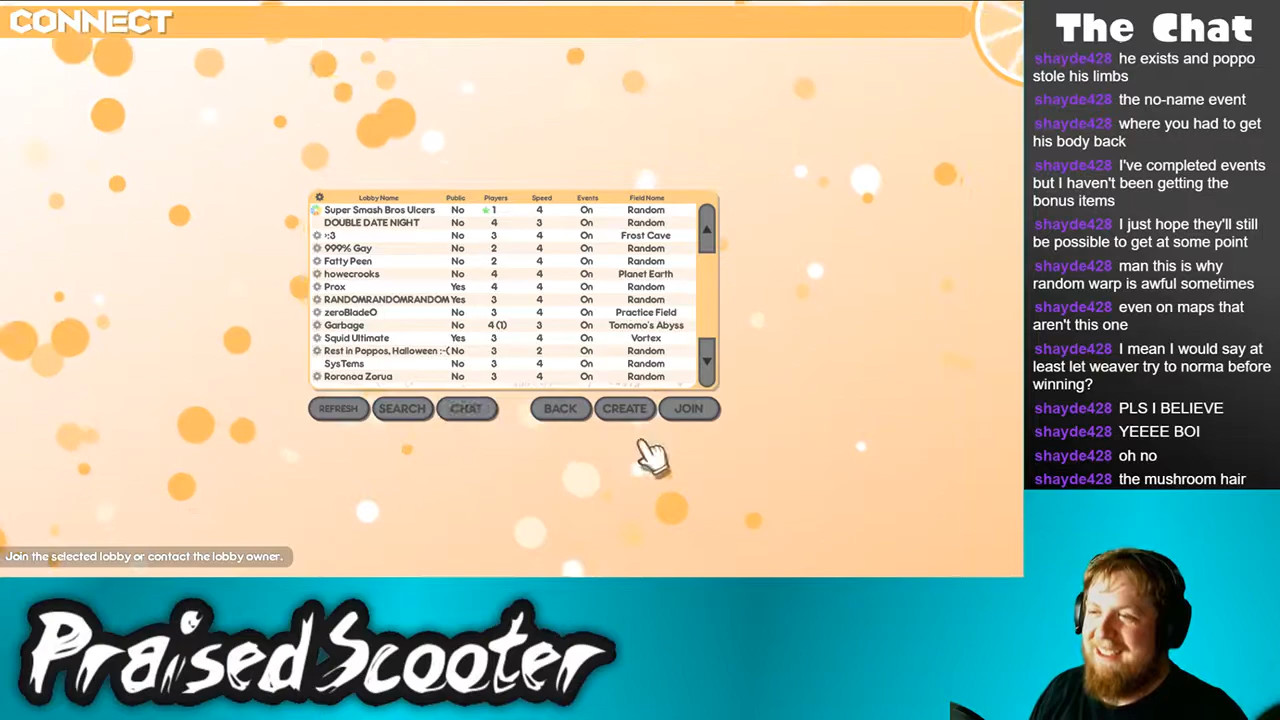 CONNECT
Lobby Name Public Players Speed Events Field Name
Super Smash Bros Ulcers No 1 4 On Random
DOUBLE DATE NIGHT No 4 3 On Random
>:3 No 3 4 On Frost Cave
999% Gay No 2 4 On Random
Fatty Peen No 2 4 On Random
howecrooks No 4 4 On Planet Earth
Prox Yes 4 4 On Random
RANDOMRANDOMRANDOM Yes 3 4 On Random
zeroBladeO No 3 4 On Practice Field
Garbage No 4 (1) 3 On Tomomo's Abyss
Squid Ultimate Yes 3 4 On Vortex
Rest in Poppos, Halloween :-( No 3 2 On Random
SysTems No 3 4 On Random
Roronoa Zorua No 3 4 On Random
REFRESH SEARCH CHAT BACK CREATE JOIN
Join the selected lobby or contact the lobby owner.
The Chat
shayde428 he exists and poppo
stole his limbs
shayde428 the no-name event
shayde428 where you had to get
his body back
shayde428 I've completed events
but I haven't been getting the
bonus items
shayde428 I just hope they'll still
be possible to get at some point
shayde428 man this is why
random warp is awful sometimes
shayde428 even on maps that
aren't this one
shayde428 I mean I would say at
least let weaver try to norma before
winning?
shayde428 PLS I BELIEVE
shayde428 YEEEE BOI
shayde428 oh no
shayde428 the mushroom hair
PraisedScooter